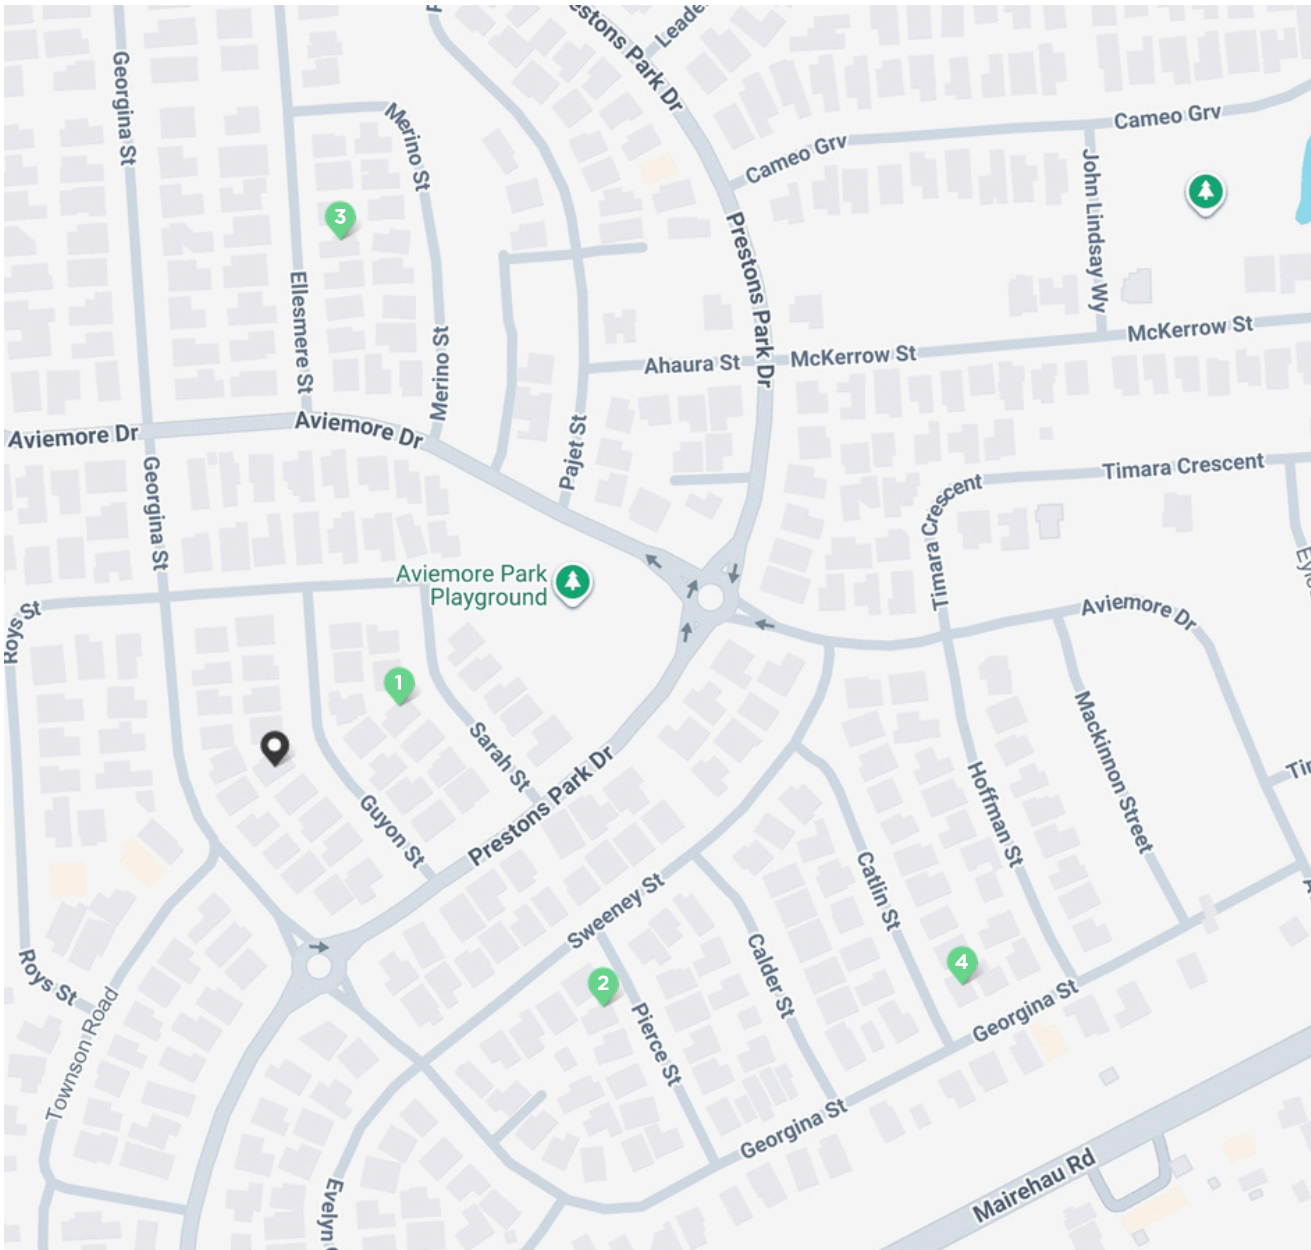 Prestons Park Dr
Georgina St
Merino St
Cameo Grv
Cameo Grv
John Lindsay Wy
3
Prestons Park Dr
Ellesmere St
Merino St
McKerrow St
McKerrow St
Ahaura St
Aviemore Dr
Aviemore Dr
Pajet St
Georgina St
Timara Crescent
Timara Crescent
Aviemore Park
Playground
Aviemore Dr
Roys St
1
Sarah St
Mackinnon Street
Hoffman St
Guyon St
Prestons Park Dr
Catlin St
Sweeney St
Calder St
4
2
Roys St
Pierce St
Georgina St
Townson Road
Georgina St
Mairehau Rd
Evelyn